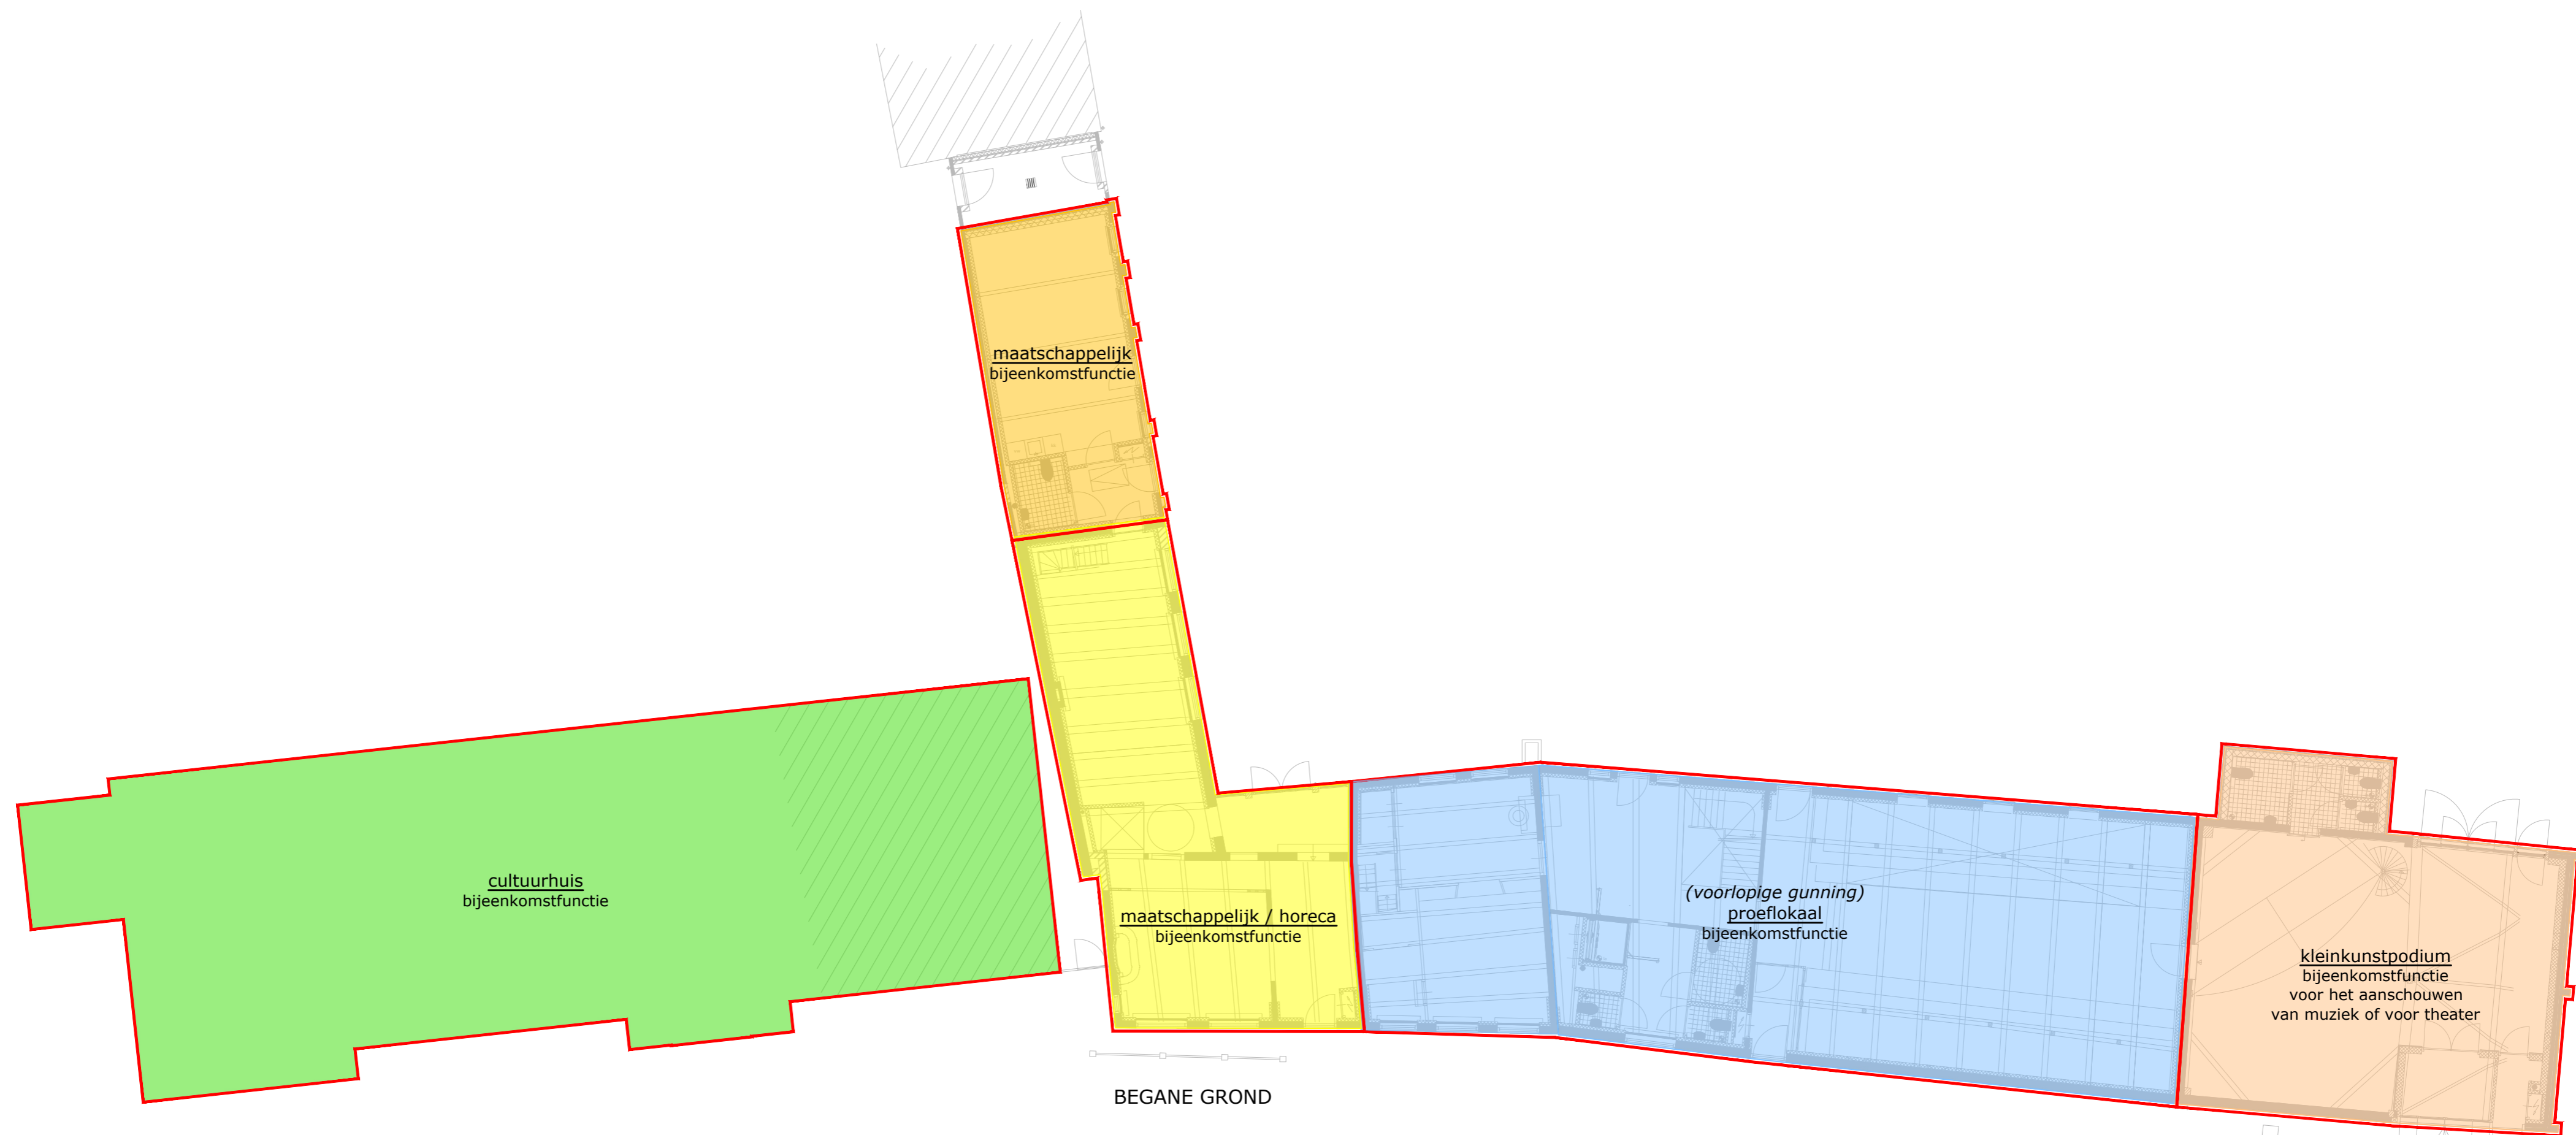 maatschappelijk
bijeenkomstfunctie
cultuurhuis
bijeenkomstfunctie
maatschappelijk / horeca
bijeenkomstfunctie
(voorlopige gunning)
proeflokaal
bijeenkomstfunctie
kleinkunstpodium
bijeenkomstfunctie
voor het aanschouwen
van muziek of voor theater
BEGANE GROND